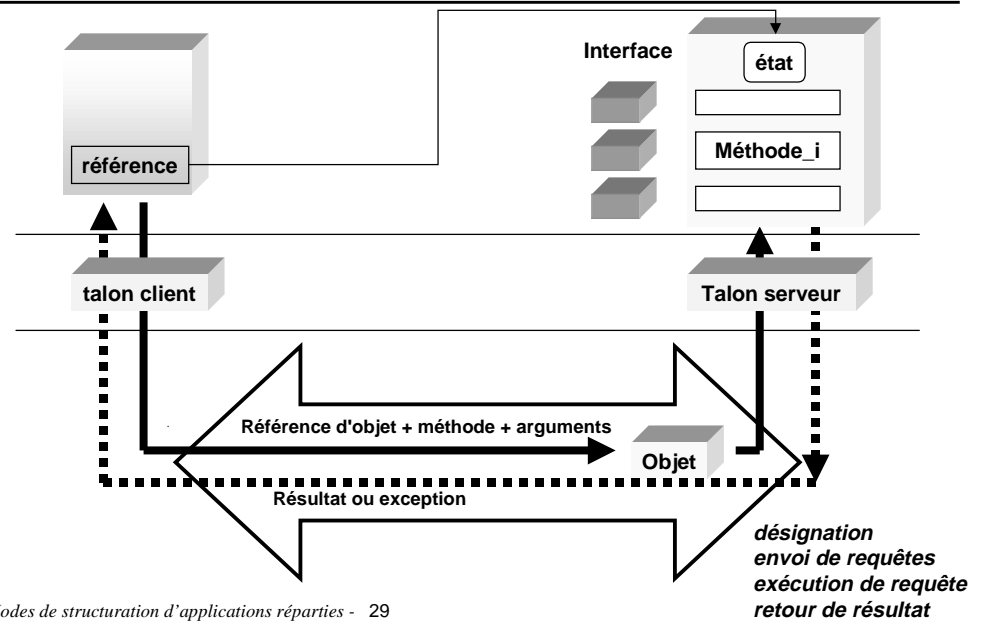 Interface
état
référence
Méthode_i
talon client
Talon serveur
Référence d'objet + méthode + arguments
Objet
Résultat ou exception
désignation
envoi de requêtes
exécution de requête
retour de résultat
odes de structuration d'applications réparties - 29